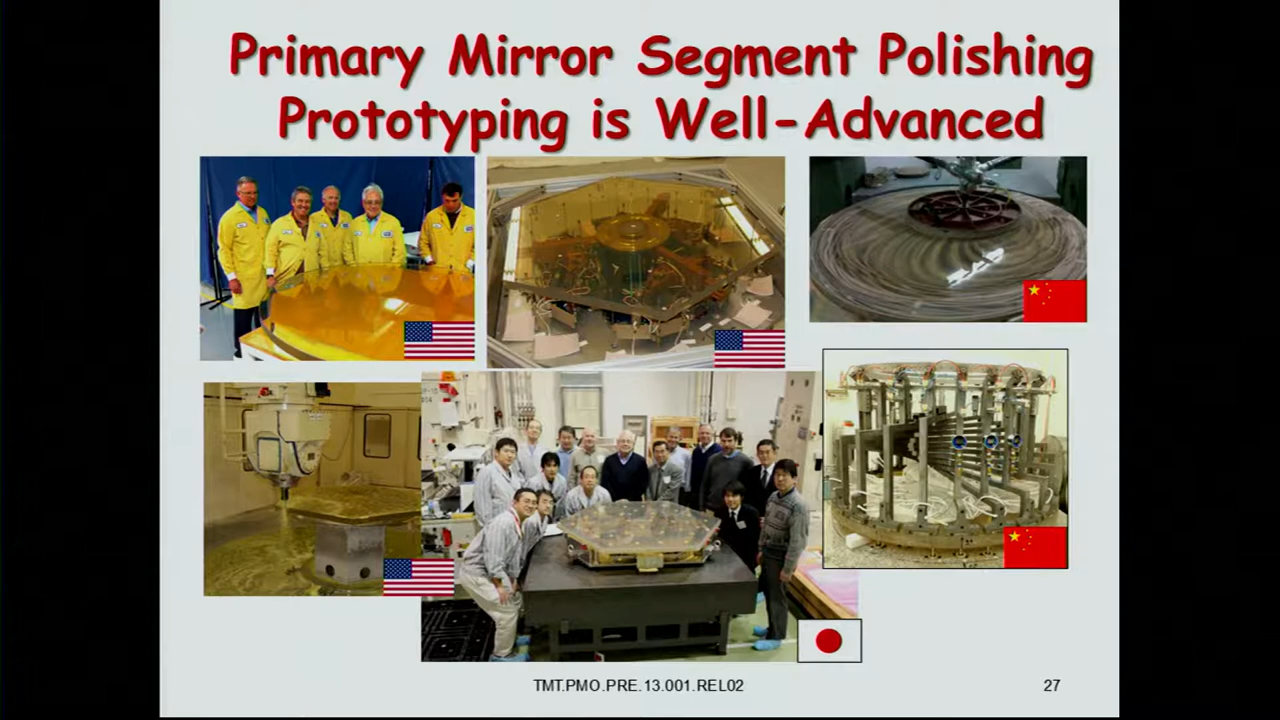 Primary Mirror Segment Polishing
Prototyping is Well-Advanced
TMT.PMO.PRE.13.001.REL02
27